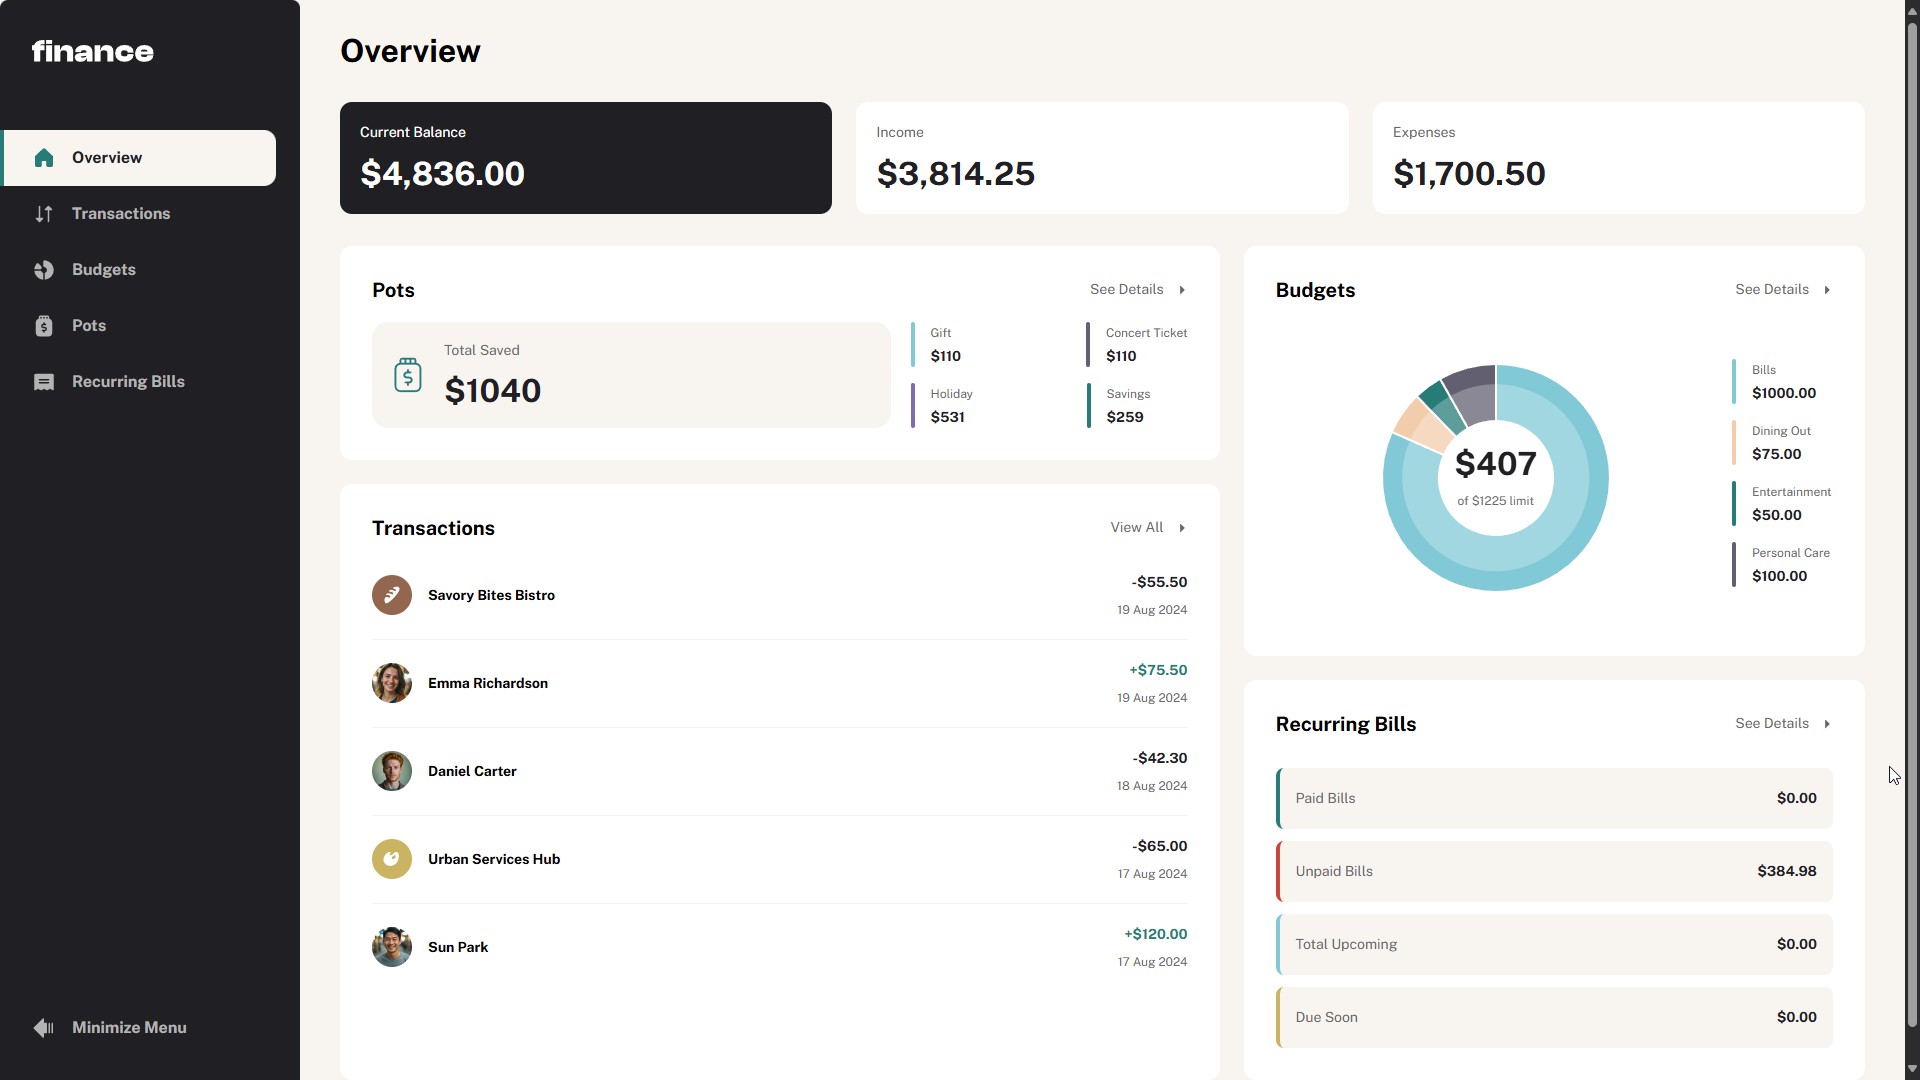 finance
Overview
Transactions
Budgets
Pots
Recurring Bills
Minimize Menu
Overview
Current Balance
$4,836.00
Income
$3,814.25
Expenses
$1,700.50
Pots
See Details
Total Saved
$1040
Gift
$110
Concert Ticket
$110
Holiday
$531
Savings
$259
Transactions
View All
Savory Bites Bistro
-$55.50
19 Aug 2024
Emma Richardson
+$75.50
19 Aug 2024
Daniel Carter
-$42.30
18 Aug 2024
Urban Services Hub
-$65.00
17 Aug 2024
Sun Park
+$120.00
17 Aug 2024
Budgets
See Details
$407
of $1225 limit
Bills
$1000.00
Dining Out
$75.00
Entertainment
$50.00
Personal Care
$100.00
Recurring Bills
See Details
Paid Bills
$0.00
Unpaid Bills
$384.98
Total Upcoming
$0.00
Due Soon
$0.00